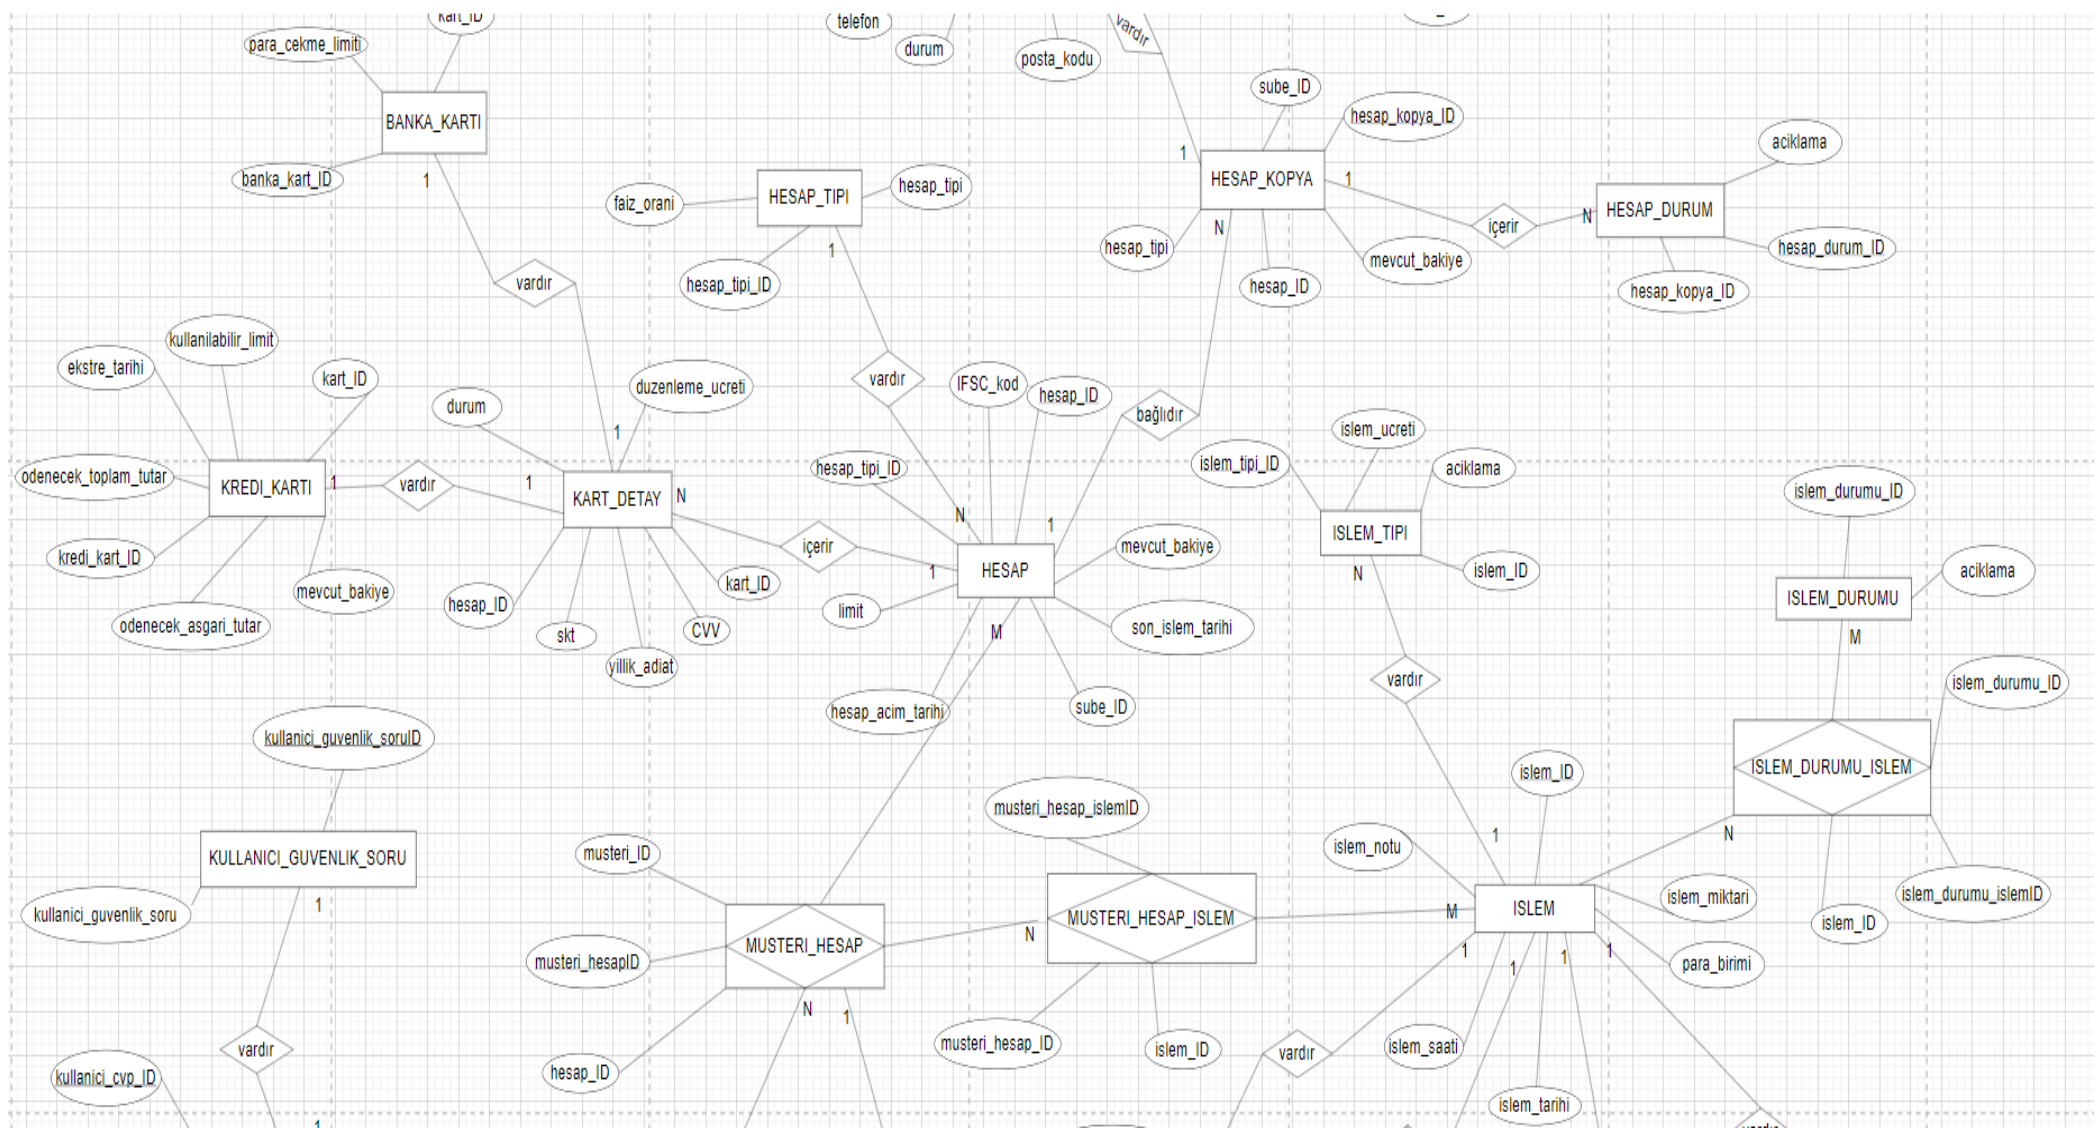 kart_ID
telefon
vardır
para_cekme_limiti
durum
posta_kodu
sube_ID
hesap_kopya_ID
BANKA_KARTI
aciklama
1
HESAP_KOPYA
1
banka_kart_ID
1
HESAP_TIPI
hesap_tipi
faiz_orani
HESAP_DURUM
N
içerir
N
hesap_tipi
hesap_durum_ID
1
mevcut_bakiye
vardır
hesap_tipi_ID
hesap_ID
hesap_kopya_ID
kullanilabilir_limit
ekstre_tarihi
kart_ID
vardır
duzenleme_ucreti
IFSC_kod
hesap_ID
durum
bağlıdır
islem_ucreti
1
odenecek_toplam_tutar
KREDI_KARTI
1
vardır
1
KART_DETAY
N
hesap_tipi_ID
islem_tipi_ID
aciklama
islem_durumu_ID
N
1
ISLEM_TIPI
kredi_kart_ID
mevcut_bakiye
içerir
mevcut_bakiye
1
HESAP
N
islem_ID
aciklama
kart_ID
hesap_ID
limit
ISLEM_DURUMU
odenecek_asgari_tutar
skt
CVV
M
son_islem_tarihi
M
yillik_adiat
vardır
islem_durumu_ID
hesap_acim_tarihi
sube_ID
kullanici_guvenlik_soruID
ISLEM_DURUMU_ISLEM
islem_ID
musteri_hesap_islemID
1
N
KULLANICI_GUVENLIK_SORU
musteri_ID
islem_notu
islem_miktari
islem_durumu_islemID
1
kullanici_guvenlik_soru
MUSTERI_HESAP_ISLEM
M
ISLEM
islem_ID
N
MUSTERI_HESAP
musteri_hesapID
1
1
1
1
para_birimi
N
1
vardır
musteri_hesap_ID
islem_ID
vardır
islem_saati
kullanici_cvp_ID
hesap_ID
islem_tarihi
1
vardır